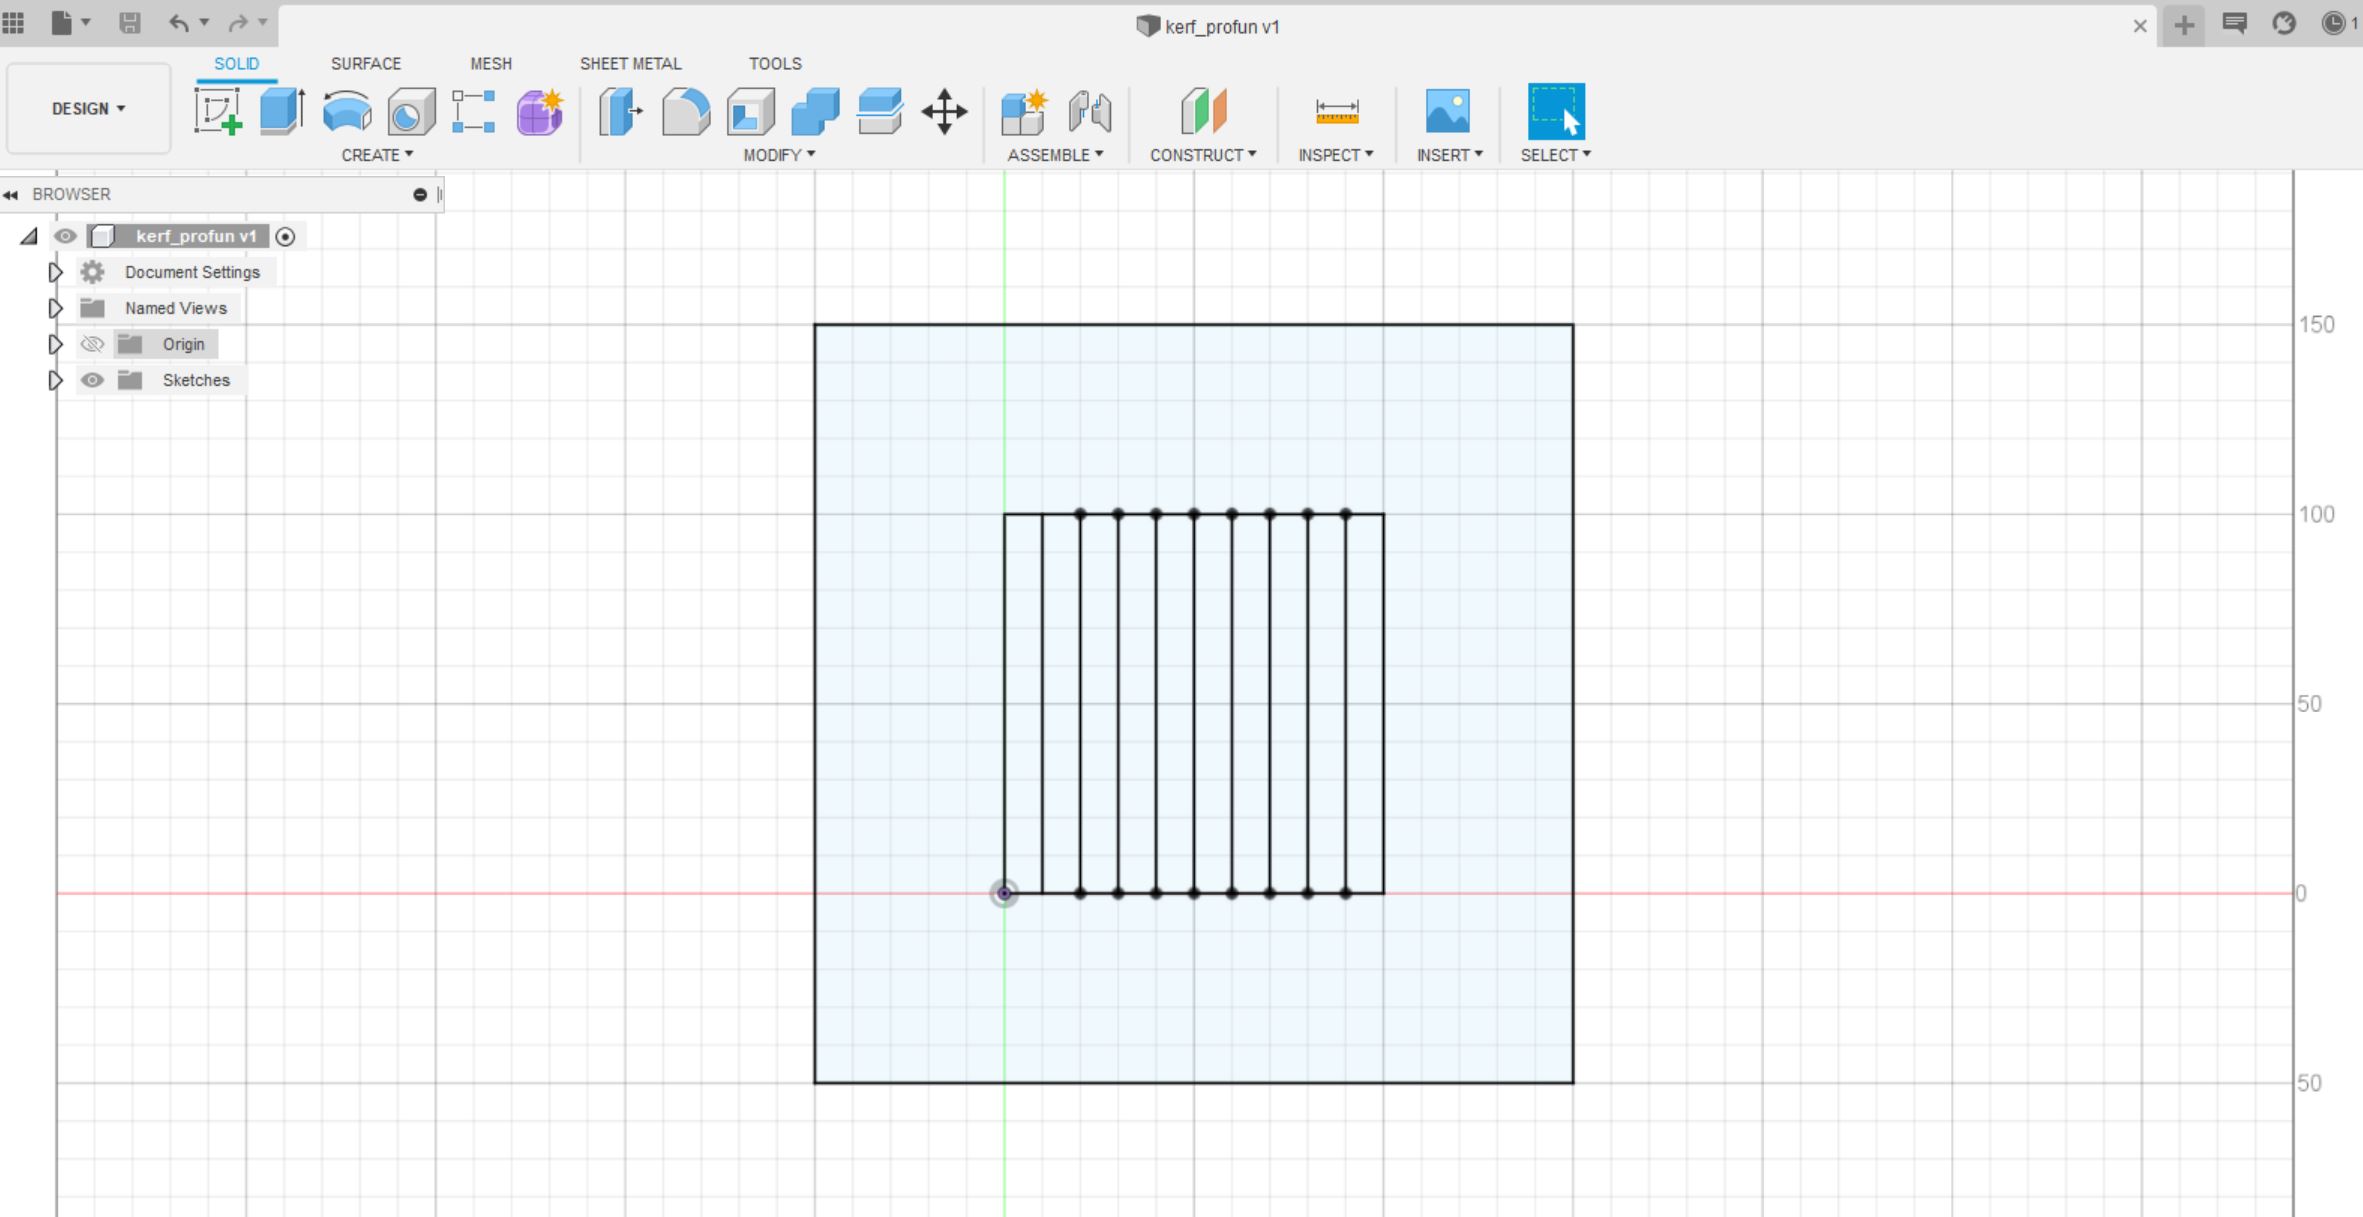 kerf_profun v1
1
DESIGN
SOLID SURFACE MESH SHEET METAL TOOLS
CREATE MODIFY ASSEMBLE CONSTRUCT INSPECT INSERT SELECT
BROWSER
kerf_profun v1
Document Settings
Named Views
Origin
Sketches
150
100
50
0
50